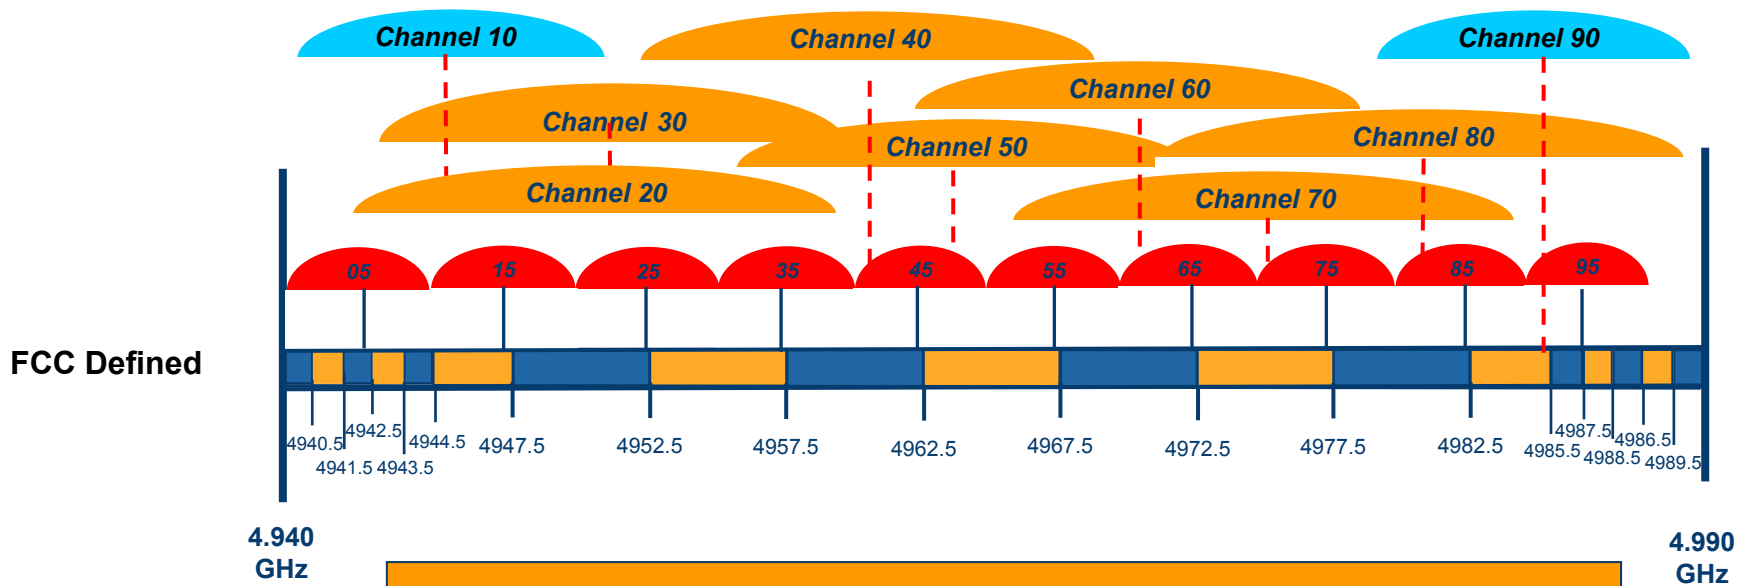 Channel 10
Channel 40
Channel 90
Channel 60
Channel 30
Channel 50
Channel 80
Channel 20
Channel 70
05 15 25 35 45 55 65 75 85 95
FCC Defined
4940.5 4942.5 4944.5 4947.5 4952.5 4957.5 4962.5 4967.5 4972.5 4977.5 4982.5 4987.5 4986.5
4941.5 4943.5 4985.5 4988.5 4989.5
4.940
GHz
4.990
GHz